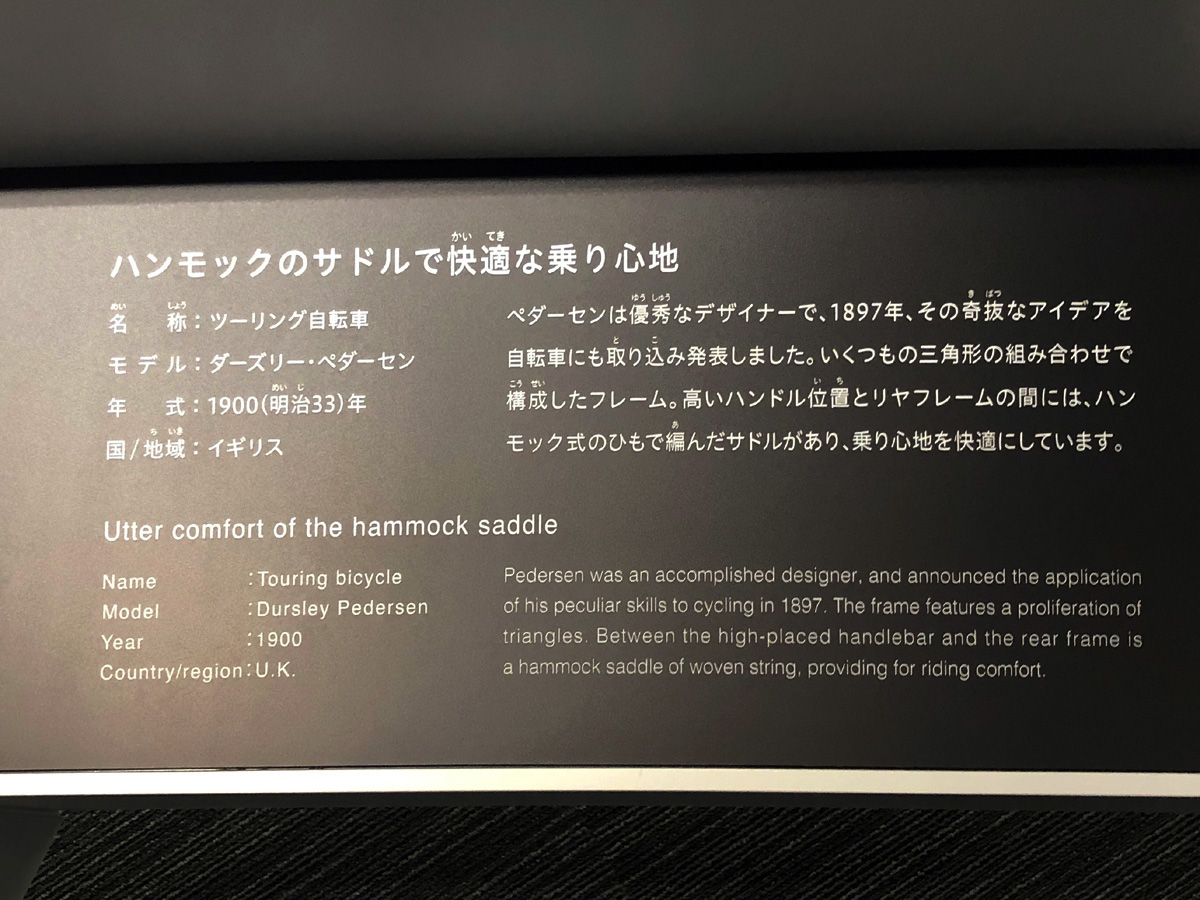 ハンモックのサドルで快適な乗り心地
名　　称：ツーリング自転車
モデル：ダーズリー・ペダーセン
年　　式：1900(明治33)年
国/地域：イギリス
ペダーセンは優秀なデザイナーで、1897年、その奇抜なアイデアを
自転車にも取り込み発表しました。いくつもの三角形の組み合わせで
構成したフレーム。高いハンドル位置とリヤフレームの間には、ハン
モック式のひもで編んだサドルがあり、乗り心地を快適にしています。
Utter comfort of the hammock saddle
Name :Touring bicycle
Model :Dursley Pedersen
Year :1900
Country/region:U.K.
Pedersen was an accomplished designer, and announced the application
of his peculiar skills to cycling in 1897. The frame features a proliferation of
triangles. Between the high-placed handlebar and the rear frame is
a hammock saddle of woven string, providing for riding comfort.